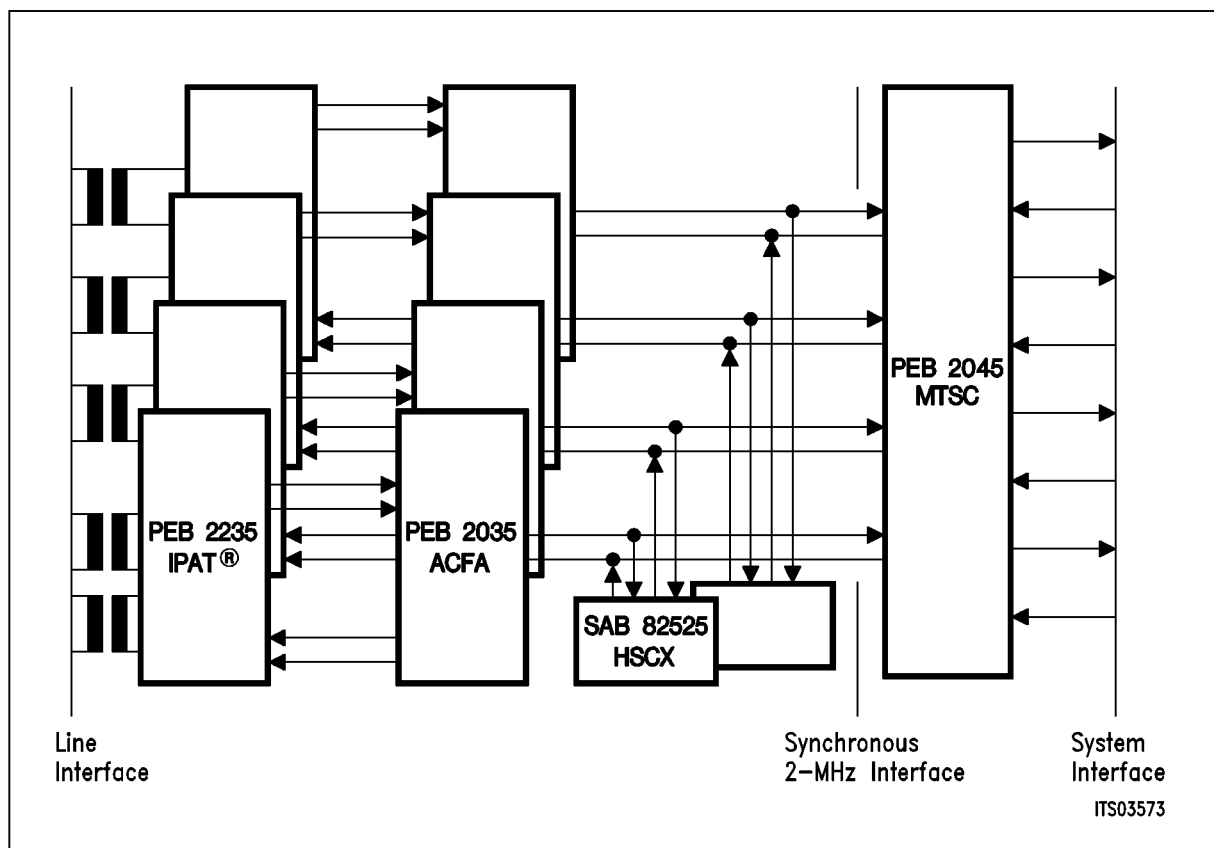 PEB 2045
MTSC
PEB 2235
IPAT®
PEB 2035
ACFA
SAB 82525
HSCX
Line
Interface
Synchronous
2-MHz Interface
System
Interface
ITS03573